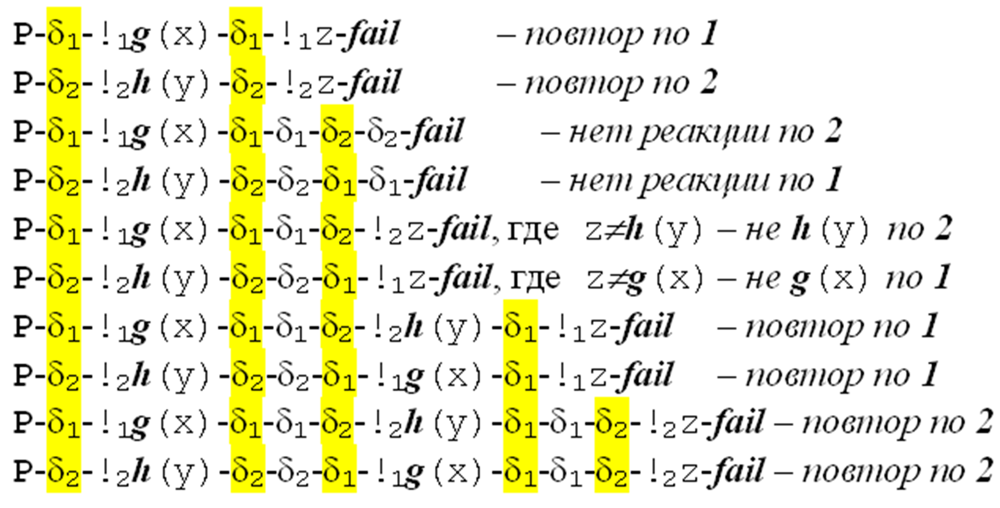 P-δ₁-!₁g(x)-δ₁-!₁z-fail – повтор по 1
P-δ₂-!₂h(y)-δ₂-!₂z-fail – повтор по 2
P-δ₁-!₁g(x)-δ₁-δ₁-δ₂-δ₂-fail – нет реакции по 2
P-δ₂-!₂h(y)-δ₂-δ₂-δ₁-δ₁-fail – нет реакции по 1
P-δ₁-!₁g(x)-δ₁-δ₁-δ₂-!₂z-fail, где z≠h(y) – не h(y) по 2
P-δ₂-!₂h(y)-δ₂-δ₂-δ₁-!₁z-fail, где z≠g(x) – не g(x) по 1
P-δ₁-!₁g(x)-δ₁-δ₁-δ₂-!₂h(y)-δ₁-!₁z-fail – повтор по 1
P-δ₂-!₂h(y)-δ₂-δ₂-δ₁-!₁g(x)-δ₁-!₁z-fail – повтор по 1
P-δ₁-!₁g(x)-δ₁-δ₁-δ₂-!₂h(y)-δ₁-δ₁-δ₂-!₂z-fail – повтор по 2
P-δ₂-!₂h(y)-δ₂-δ₂-δ₁-!₁g(x)-δ₁-δ₁-δ₂-!₂z-fail – повтор по 2